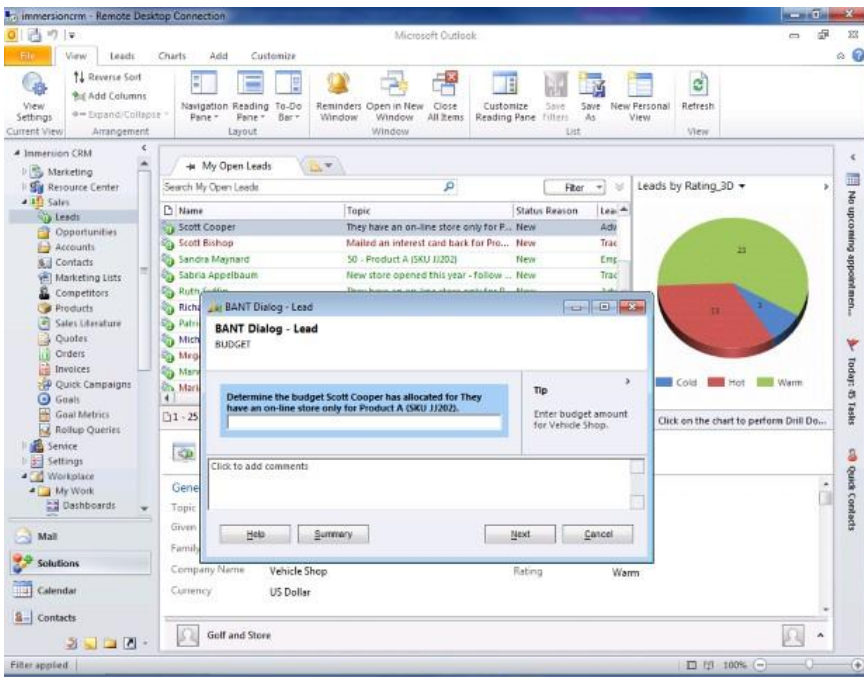 immersioncrm - Remote Desktop Connection
Microsoft Outlook
File View Leads Charts Add Customize
View Settings
Reverse Sort
Add Columns
Expand/Collapse
Navigation Pane
Reading Pane
To-Do Bar
Reminders Window
Open in New Window
Close All Items
Customize Reading Pane
Save Filters
Save As
New Personal View
Refresh
Current View Arrangement Layout Window List View
Immersion CRM
Marketing
Resource Center
Sales
Leads
Opportunities
Accounts
Contacts
Marketing Lists
Competitors
Products
Sales Literature
Quotes
Orders
Invoices
Quick Campaigns
Goals
Goal Metrics
Rollup Queries
Service
Settings
Workplace
My Work
Dashboards
Mail
Solutions
Calendar
Contacts
My Open Leads
Search My Open Leads
Filter
Name Topic Status Reason
Scott Cooper They have an on-line store only for P... New
Scott Bishop Mailed an interest card back for Pro... New
Sandra Maynard 50 - Product A (SKU JJ202) New
Sabria Appelbaum New store opened this year - follow ... New
1 - 25
BANT Dialog - Lead
BANT Dialog - Lead
BUDGET
Determine the budget Scott Cooper has allocated for They
have an on-line store only for Product A (SKU JJ202).
Tip
Enter budget amount
for Vehicle Shop.
Click to add comments
Help Summary Next Cancel
Gene
Topic
Given
Family
Company Name Vehicle Shop Rating Warm
Currency US Dollar
Golf and Store
Leads by Rating_3D
23
Cold Hot Warm
Click on the chart to perform Drill Do...
No upcoming appointmen...
Today: 45 Tasks
Quick Contacts
Filter applied
100%